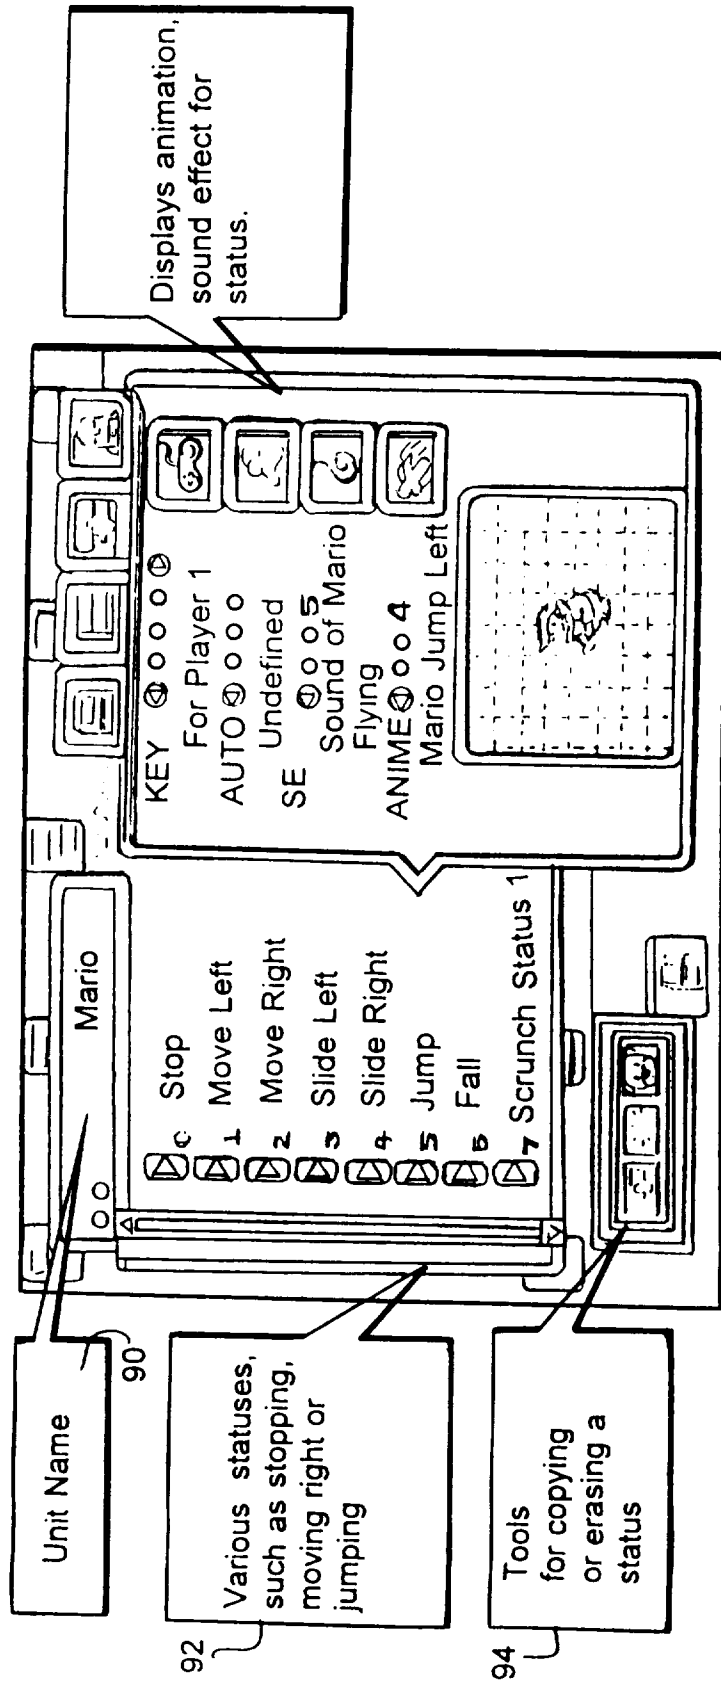 Unit Name
90
Various statuses,
such as stopping,
moving right or
jumping
92
Tools
for copying
or erasing a
status
94
Mario
0 Stop
1 Move Left
2 Move Right
3 Slide Left
4 Slide Right
5 Jump
Fall
7 Scrunch Status 1
KEY
For Player 1
AUTO
Undefined
SE
5
Sound of Mario
Flying
ANIME 4
Mario Jump Left
Displays animation,
sound effect for
status.